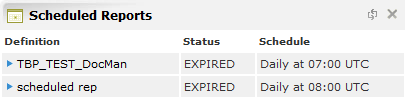 Scheduled Reports
Definition Status Schedule
TBP_TEST_DocMan EXPIRED Daily at 07:00 UTC
scheduled rep EXPIRED Daily at 08:00 UTC